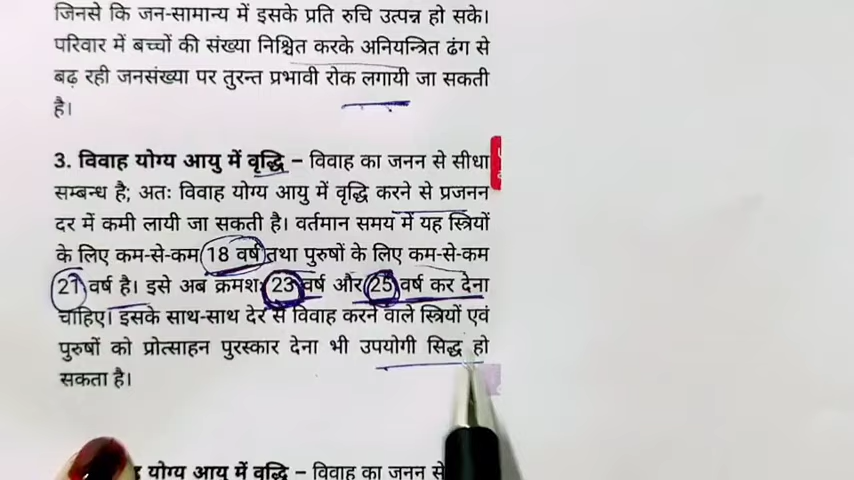 जिनसे कि जन-सामान्य में इसके प्रति रुचि उत्पन्न हो सके।
परिवार में बच्चों की संख्या निश्चित करके अनियन्त्रित ढंग से
बढ़ रही जनसंख्या पर तुरन्त प्रभावी रोक लगायी जा सकती
है।
3. विवाह योग्य आयु में वृद्धि – विवाह का जनन से सीधा
सम्बन्ध है; अतः विवाह योग्य आयु में वृद्धि करने से प्रजनन
दर में कमी लायी जा सकती है। वर्तमान समय में यह स्त्रियों
के लिए कम-से-कम 18 वर्ष तथा पुरुषों के लिए कम-से-कम
21 वर्ष है। इसे अब क्रमशः 23 वर्ष और 25 वर्ष कर देना
चाहिए। इसके साथ-साथ देर से विवाह करने वाले स्त्रियों एवं
पुरुषों को प्रोत्साहन पुरस्कार देना भी उपयोगी सिद्ध हो
सकता है।
योग्य आयु में वृद्धि – विवाह का जनन से